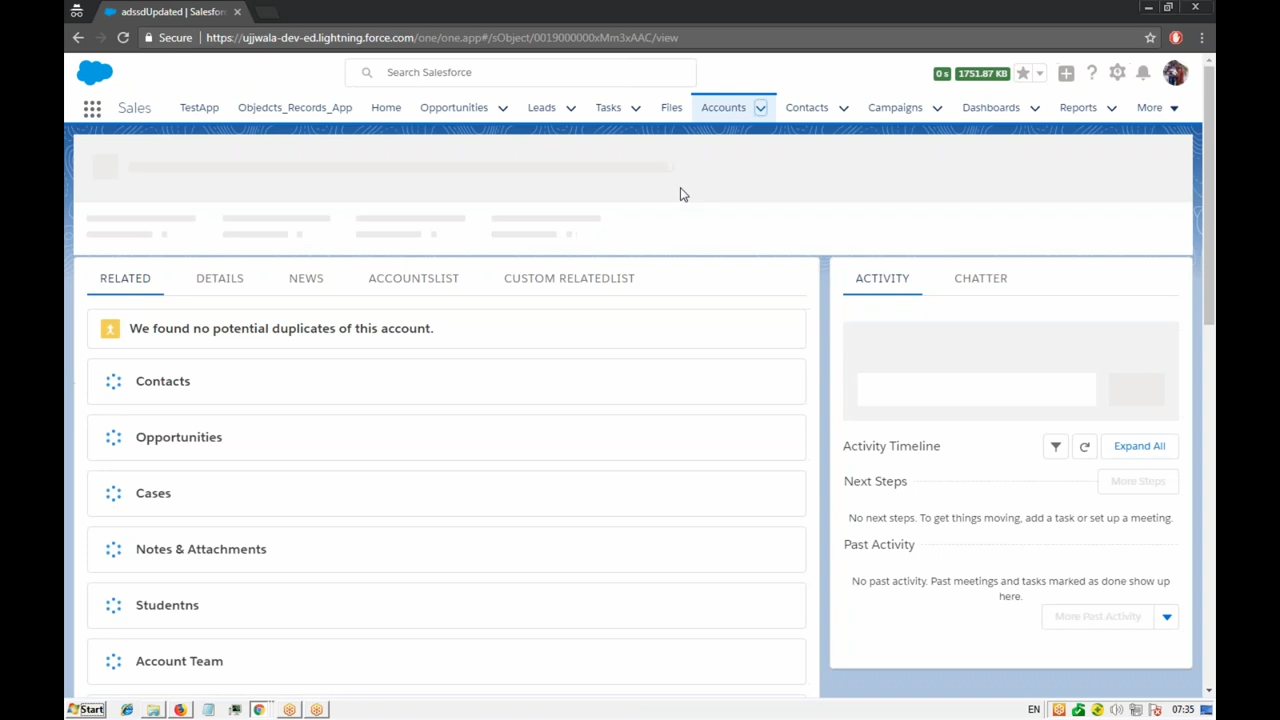 adssdUpdated | Salesforc
Secure https://ujjwala-dev-ed.lightning.force.com/one/one.app#/sObject/0019000000xMm3xAAC/view
Search Salesforce
0 s 1751.87 KB
Sales TestApp Objedcts_Records_App Home Opportunities Leads Tasks Files Accounts Contacts Campaigns Dashboards Reports More
RELATED DETAILS NEWS ACCOUNTSLIST CUSTOM RELATEDLIST
We found no potential duplicates of this account.
Contacts
Opportunities
Cases
Notes & Attachments
Studentns
Account Team
ACTIVITY CHATTER
Activity Timeline Expand All
Next Steps More Steps
No next steps. To get things moving, add a task or set up a meeting.
Past Activity
No past activity. Past meetings and tasks marked as done show up
here.
More Past Activity
Start EN 07:35